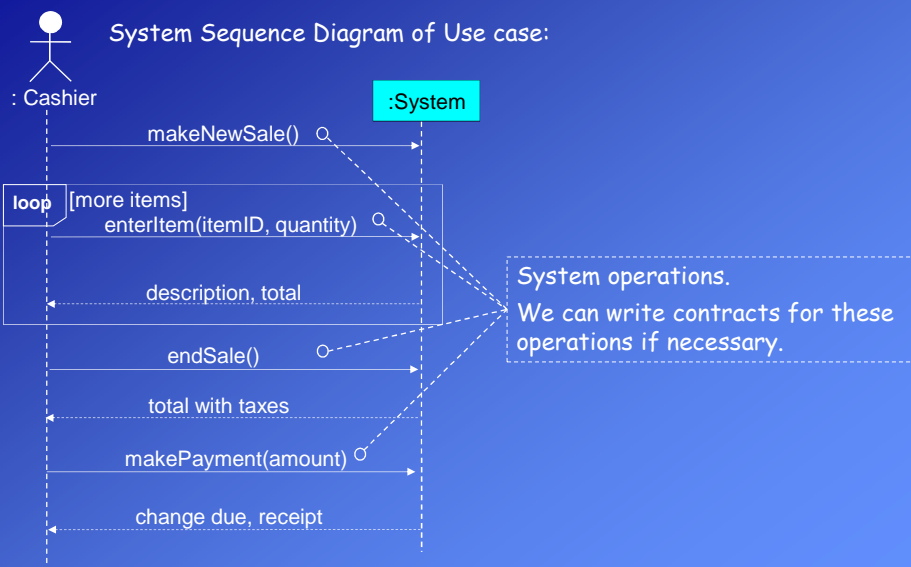 System Sequence Diagram of Use case:
: Cashier
:System
makeNewSale()
loop
[more items]
enterItem(itemID, quantity)
description, total
System operations.
We can write contracts for these
operations if necessary.
endSale()
total with taxes
makePayment(amount)
change due, receipt